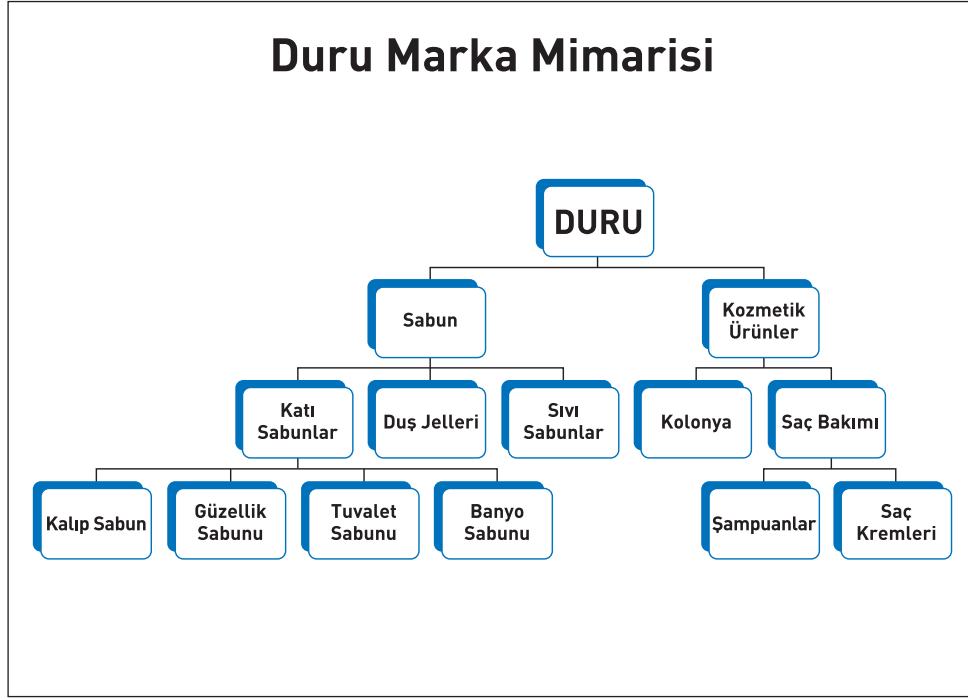 Duru Marka Mimarisi
DURU
Sabun
Kozmetik
Ürünler
Katı
Sabunlar
Duş Jelleri
Sıvı
Sabunlar
Kolonya
Saç Bakımı
Kalıp Sabun
Güzellik
Sabunu
Tuvalet
Sabunu
Banyo
Sabunu
Şampuanlar
Saç
Kremleri